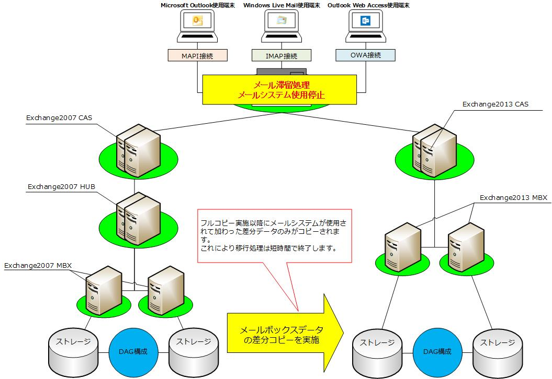 Microsoft Outlook使用端末
Windows Live Mail使用端末
Outlook Web Access使用端末
MAPI接続
IMAP接続
OWA接続
メール滞留処理
メールシステム使用停止
Exchange2007 CAS
Exchange2013 CAS
Exchange2007 HUB
Exchange2013 MBX
フルコピー実施以降にメールシステムが使用さ
れて加わった差分データのみがコピーされま
す。
これにより移行処理は短時間で終了します。
Exchange2007 MBX
メールボックスデータ
の差分コピーを実施
ストレージ
DAG構成
ストレージ
ストレージ
DAG構成
ストレージ